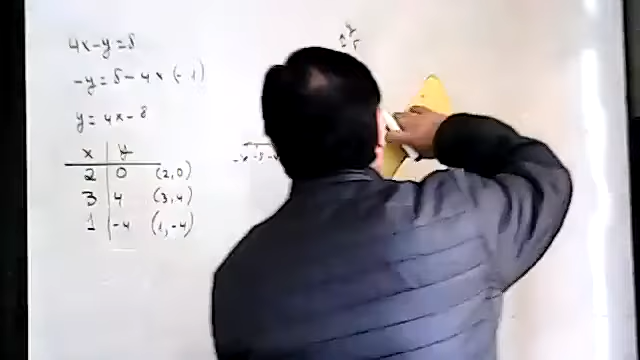 4x-y=8
-y=8-4x (-1)
y=4x-8
x y
2 0 (2,0)
3 4 (3,4)
1 -4 (1,-4)
y